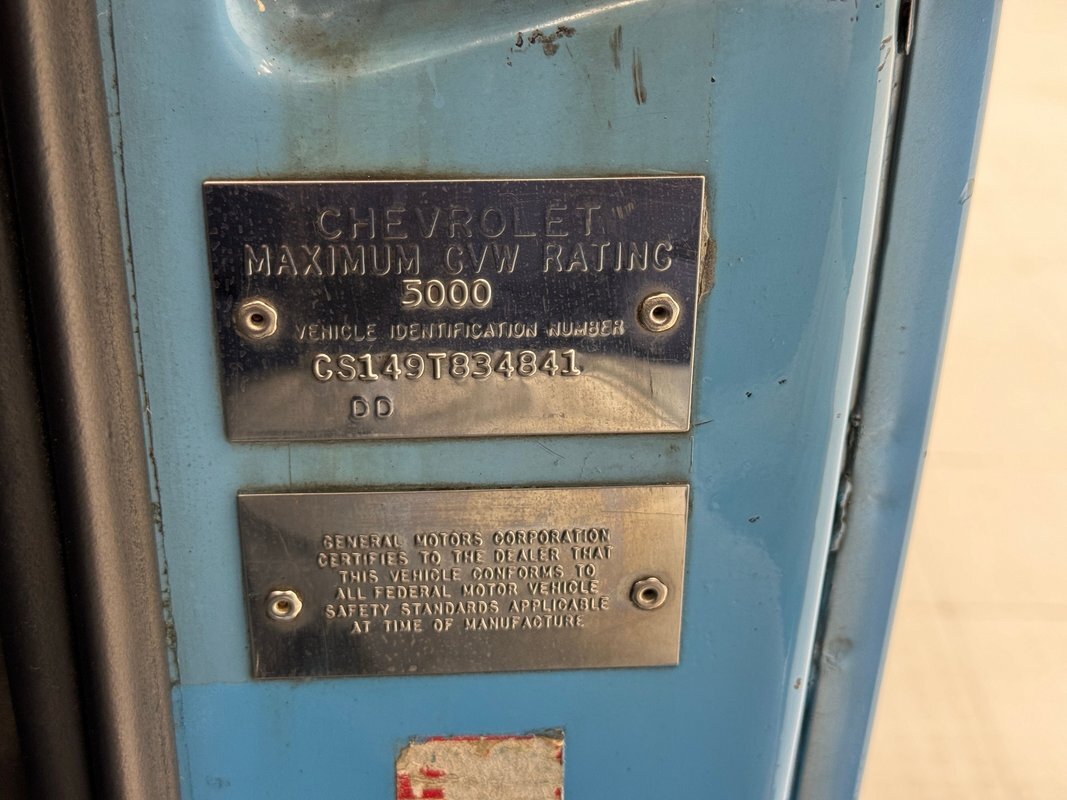 CHEVROLET
MAXIMUM GVW RATING
5000
VEHICLE IDENTIFICATION NUMBER
CS149T834841
DD
GENERAL MOTORS CORPORATION
CERTIFIES TO THE DEALER THAT
THIS VEHICLE CONFORMS TO
ALL FEDERAL MOTOR VEHICLE
SAFETY STANDARDS APPLICABLE
AT TIME OF MANUFACTURE